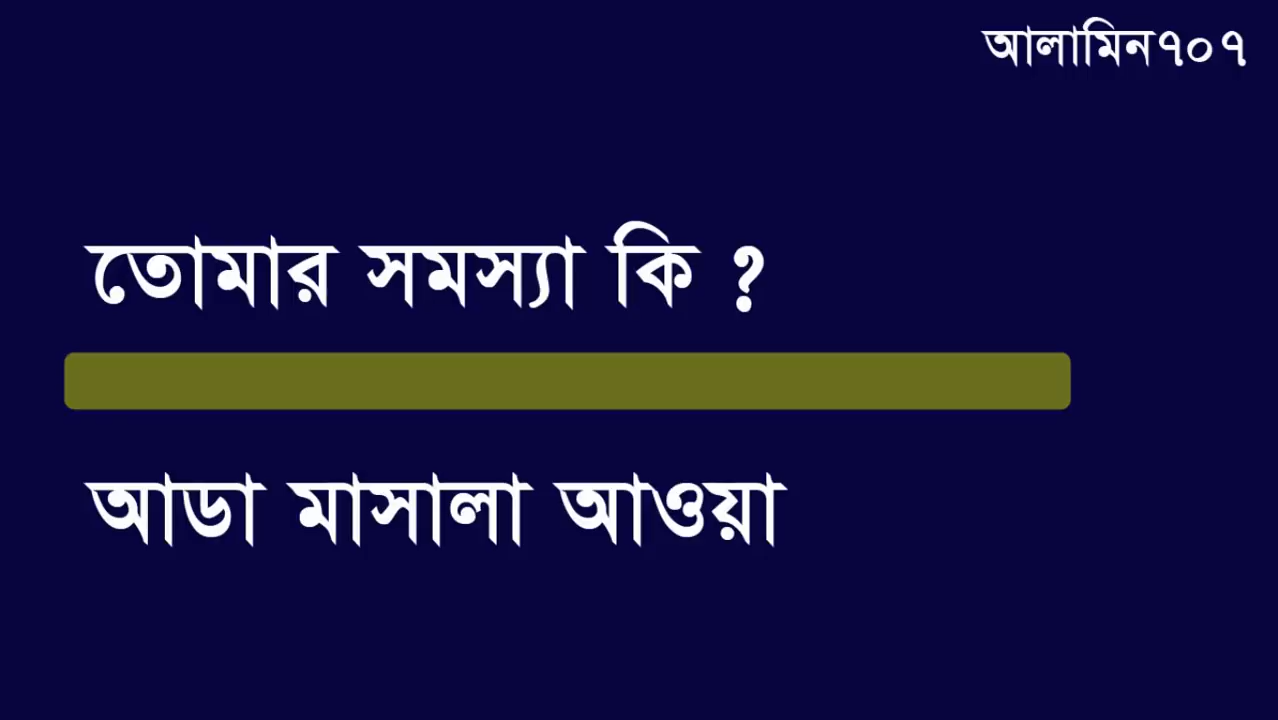 আলামিন৭০৭
তোমার সমস্যা কি ?
আডা মাসালা আওয়া